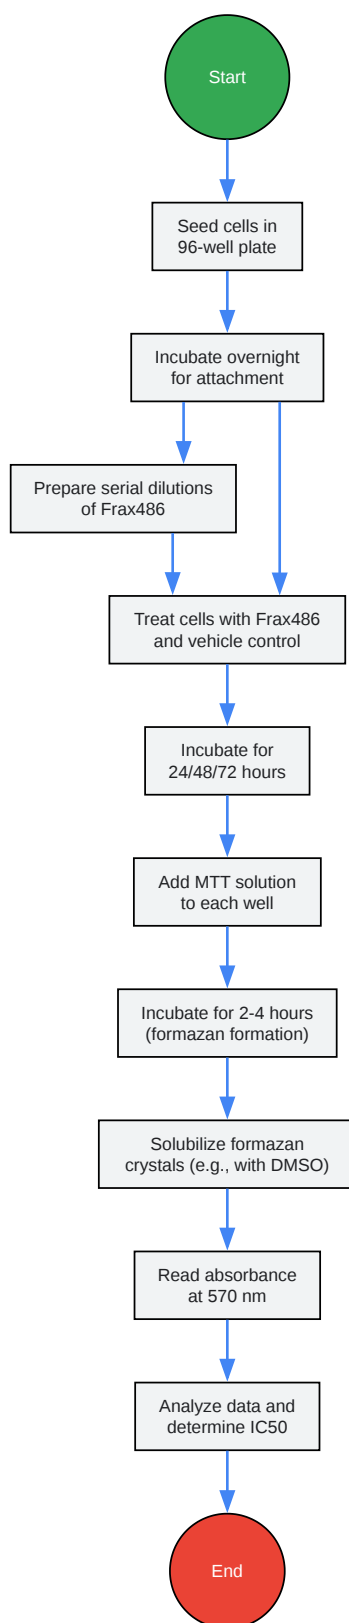 Start
Seed cells in
96-well plate
Incubate overnight
for attachment
Prepare serial dilutions
of Frax486
Treat cells with Frax486
and vehicle control
Incubate for
24/48/72 hours
Add MTT solution
to each well
Incubate for 2-4 hours
(formazan formation)
Solubilize formazan
crystals (e.g., with DMSO)
Read absorbance
at 570 nm
Analyze data and
determine IC50
End